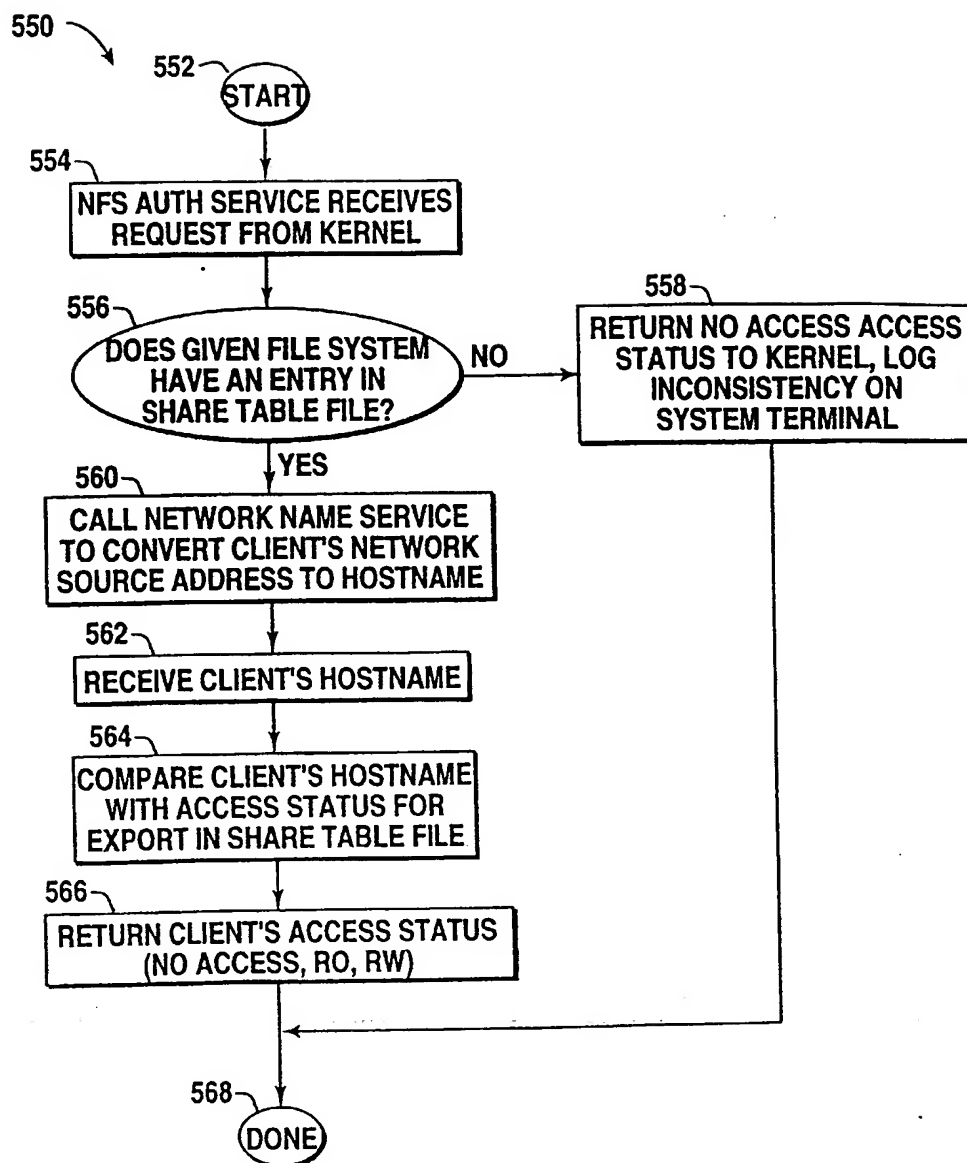 550
552
START
554
NFS AUTH SERVICE RECEIVES
REQUEST FROM KERNEL
556
DOES GIVEN FILE SYSTEM
HAVE AN ENTRY IN
SHARE TABLE FILE?
NO
558
RETURN NO ACCESS ACCESS
STATUS TO KERNEL, LOG
INCONSISTENCY ON
SYSTEM TERMINAL
YES
560
CALL NETWORK NAME SERVICE
TO CONVERT CLIENT'S NETWORK
SOURCE ADDRESS TO HOSTNAME
562
RECEIVE CLIENT'S HOSTNAME
564
COMPARE CLIENT'S HOSTNAME
WITH ACCESS STATUS FOR
EXPORT IN SHARE TABLE FILE
566
RETURN CLIENT'S ACCESS STATUS
(NO ACCESS, RO, RW)
568
DONE